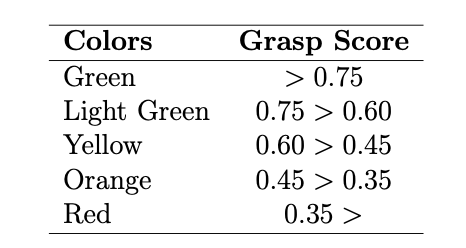 Colors Grasp Score
Green > 0.75
Light Green 0.75 > 0.60
Yellow 0.60 > 0.45
Orange 0.45 > 0.35
Red 0.35 >